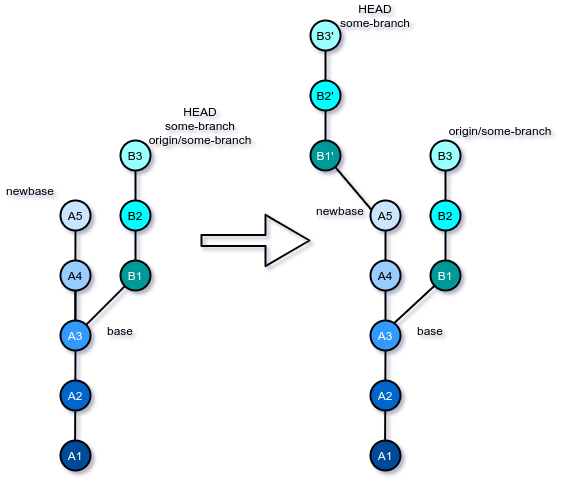 HEAD
some-branch
origin/some-branch
B3
newbase
A5
B2
A4
B1
A3
base
A2
A1
HEAD
B3'
some-branch
B2'
origin/some-branch
B1'
B3
newbase
A5
B2
A4
B1
A3
base
A2
A1